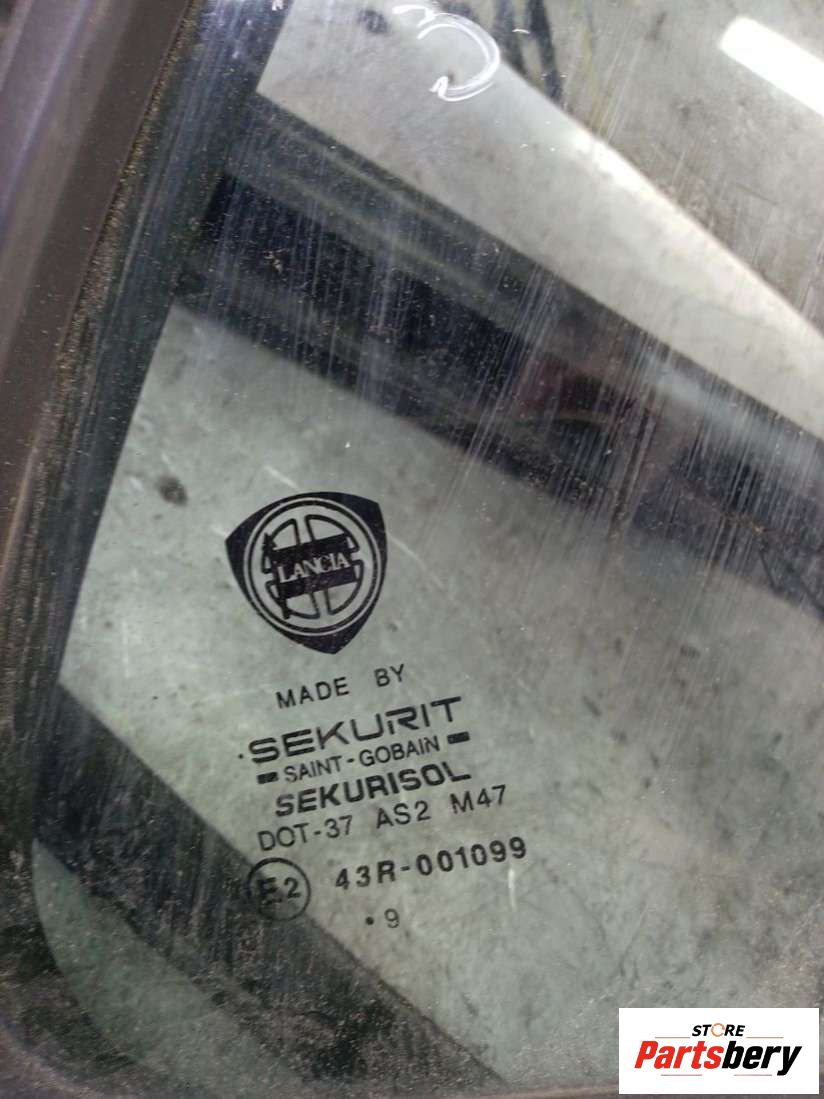 LANCIA
MADE BY
SEKURIT
SAINT-GOBAIN
SEKURISOL
DOT-37 AS2 M47
E2 43R-001099
•9
STORE
Partsbery